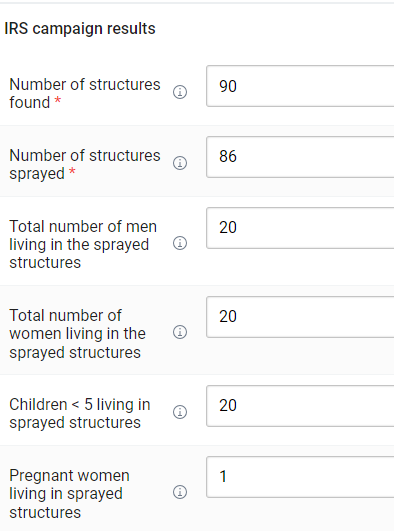 IRS campaign results
Number of structures
found *
90
Number of structures
sprayed *
86
Total number of men
living in the sprayed
structures
20
Total number of
women living in the
sprayed structures
20
Children < 5 living in
sprayed structures
20
Pregnant women
living in sprayed
structures
1